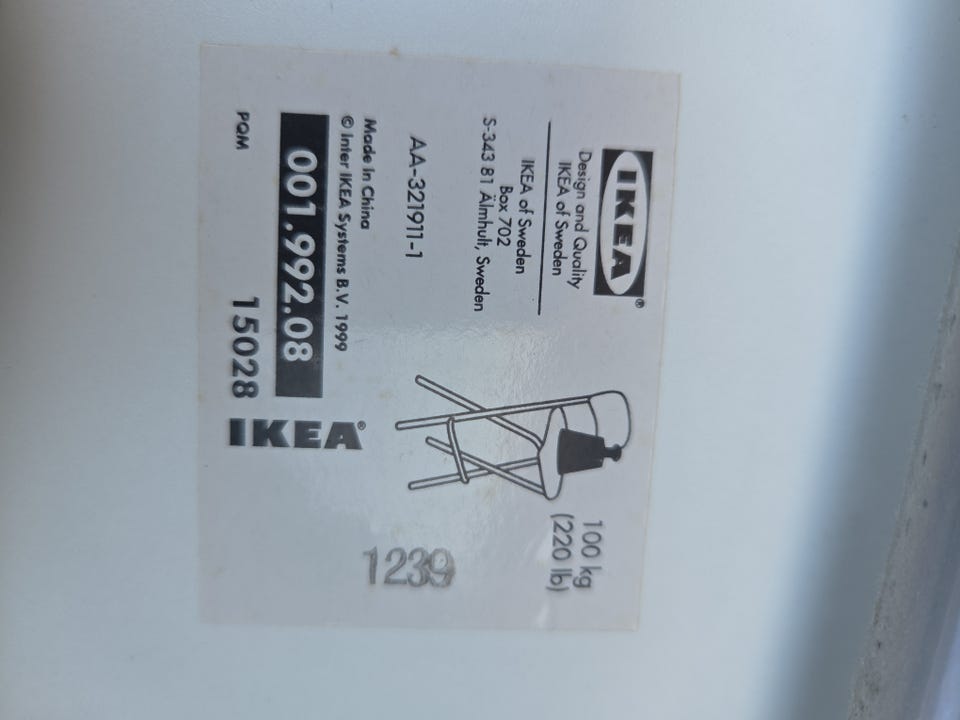 IKEA®
Design and Quality
IKEA of Sweden
IKEA of Sweden
Box 702
S-343 81 Älmhult, Sweden
AA-321911-1
Made in China
© Inter IKEA Systems B.V. 1999
001.992.08
PQM
15028
IKEA®
100 kg
(220 lb)
1239